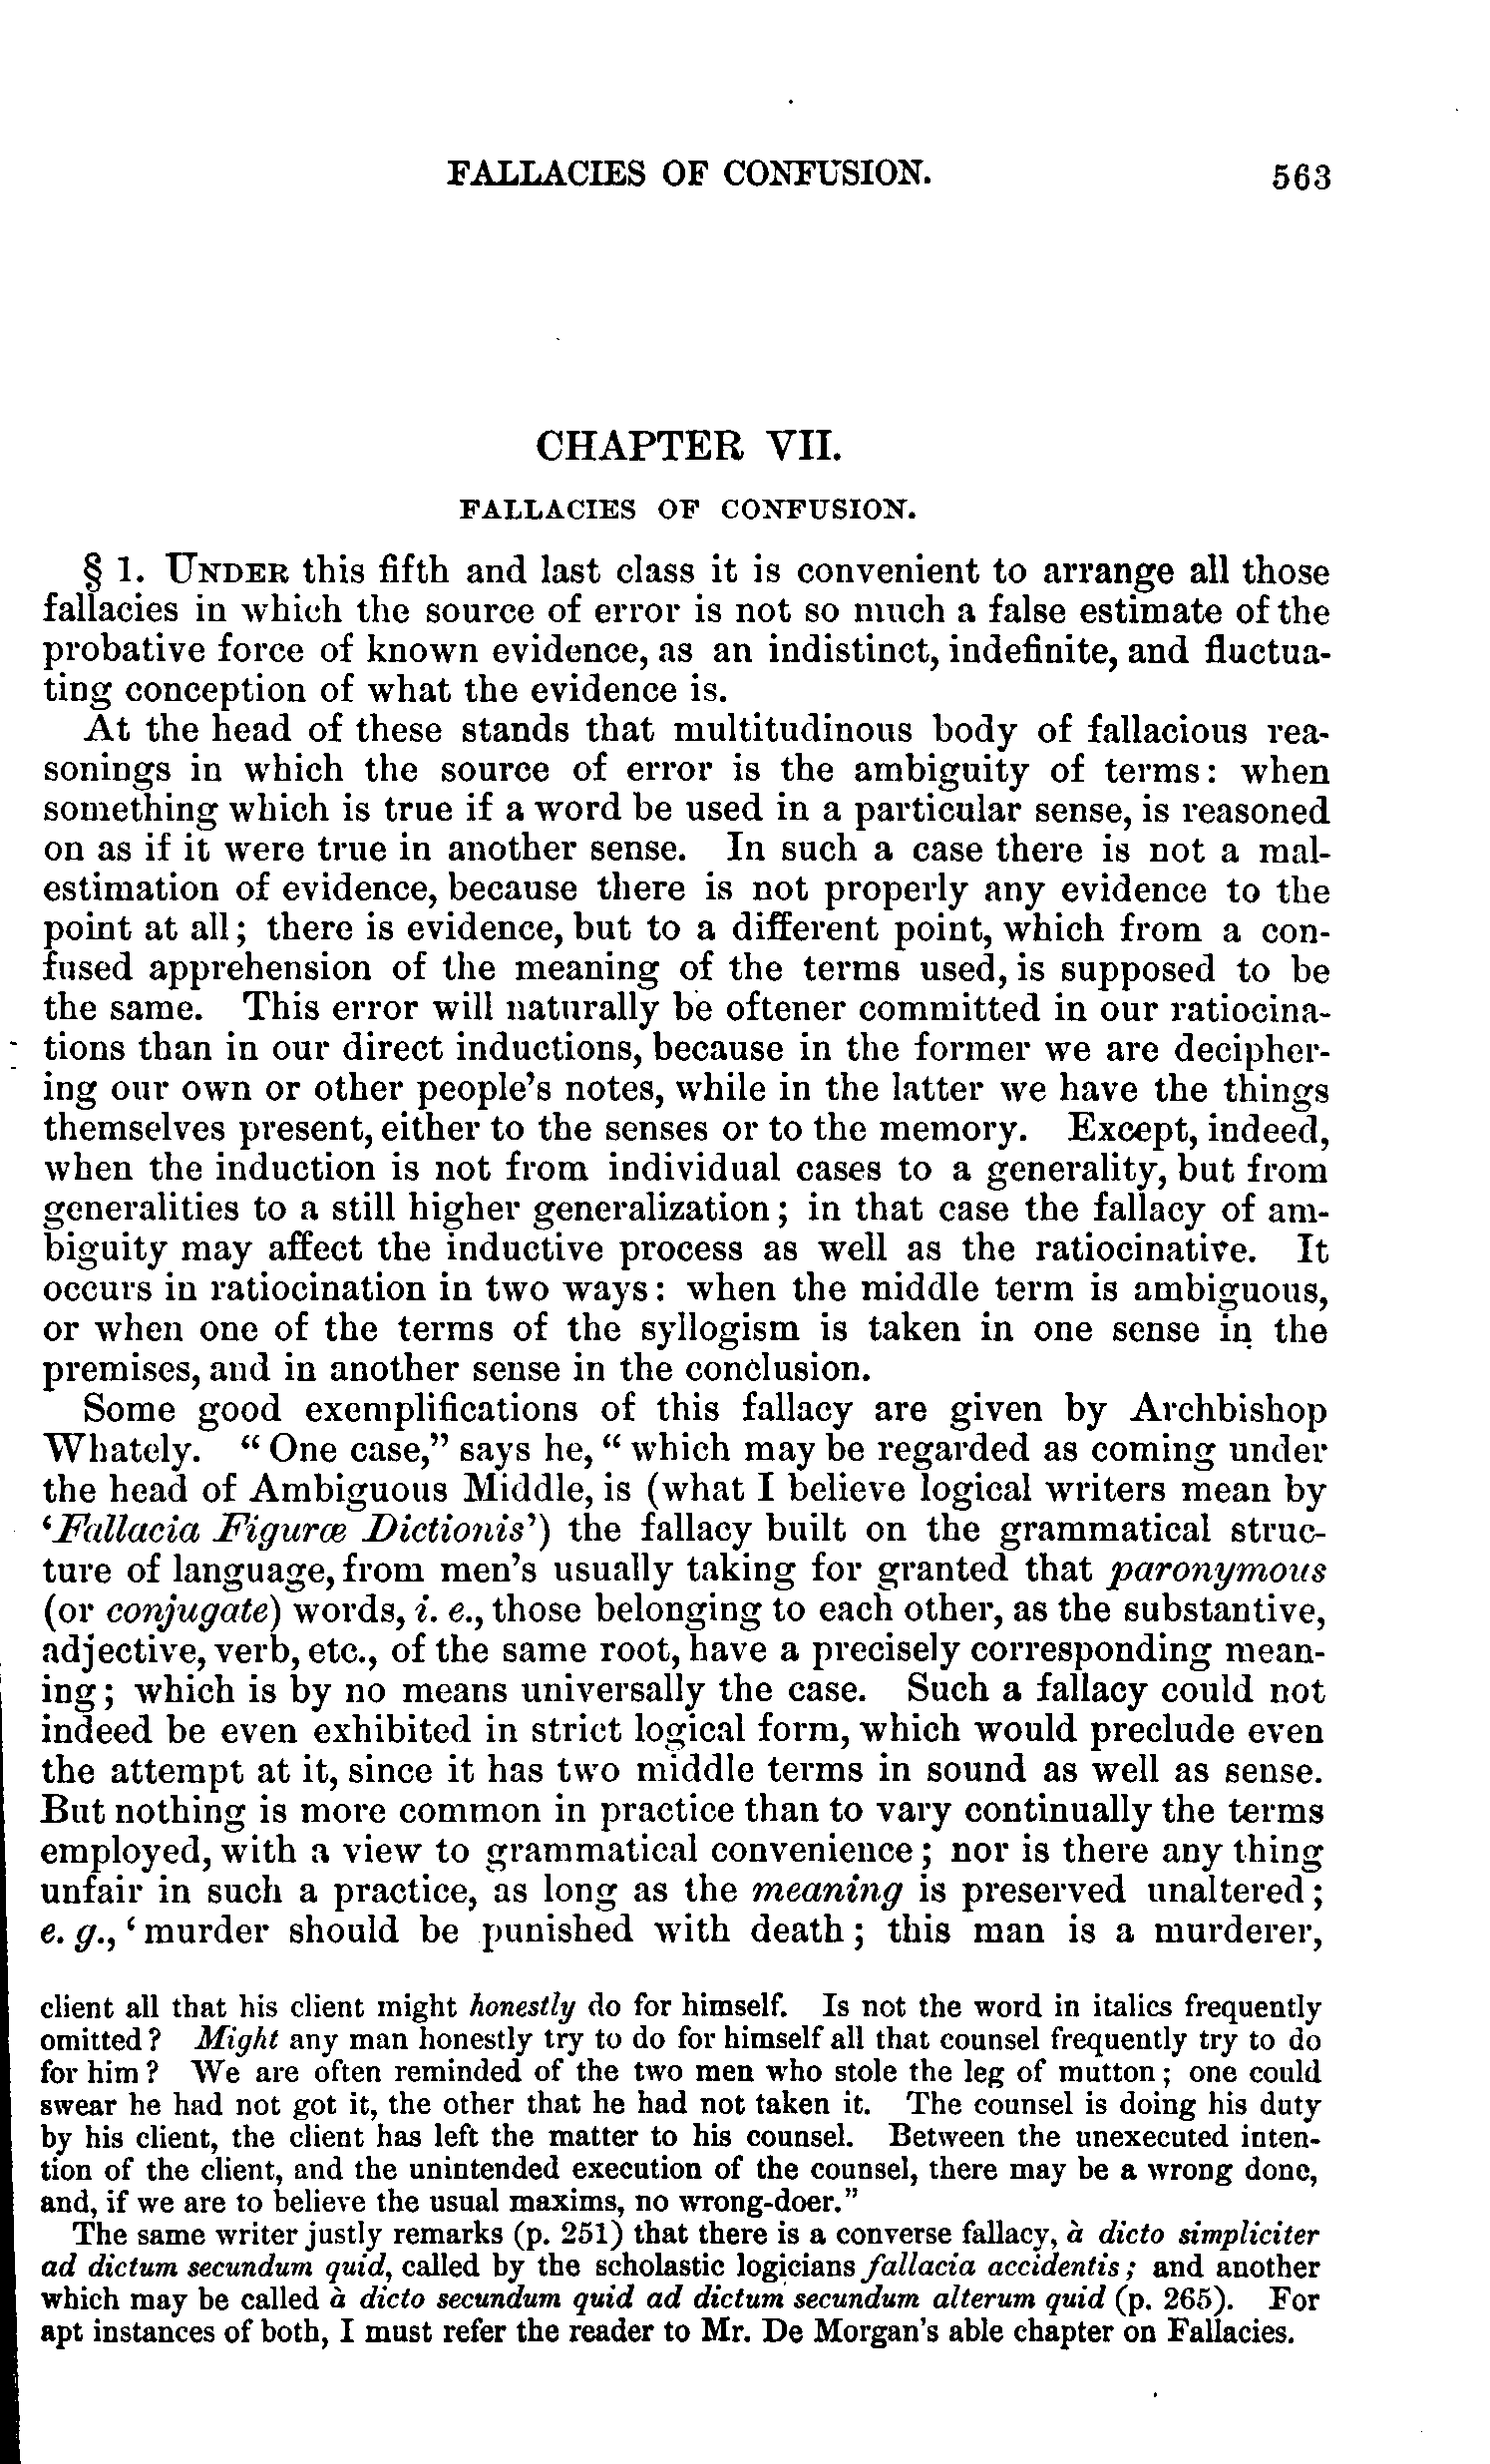 FALLACIES OF CONFUSION. 563
CHAPTER VII.
FALLACIES OF CONFUSION.
§ 1. UNDER this fifth and last class it is convenient to arrange all those
fallacies in which the source of error is not so much a false estimate of the
probative force of known evidence, as an indistinct, indefinite, and fluctua-
ting conception of what the evidence is.
At the head of these stands that multitudinous body of fallacious rea-
sonings in which the source of error is the ambiguity of terms: when
something which is true if a word be used in a particular sense, is reasoned
on as if it were true in another sense. In such a case there is not a mal-
estimation of evidence, because there is not properly any evidence to the
point at all; there is evidence, but to a different point, which from a con-
fused apprehension of the meaning of the terms used, is supposed to be
the same. This error will naturally be oftener committed in our ratiocina-
tions than in our direct inductions, because in the former we are decipher-
ing our own or other people's notes, while in the latter we have the things
themselves present, either to the senses or to the memory. Except, indeed,
when the induction is not from individual cases to a generality, but from
generalities to a still higher generalization; in that case the fallacy of am-
biguity may affect the inductive process as well as the ratiocinative. It
occurs in ratiocination in two ways: when the middle term is ambiguous,
or when one of the terms of the syllogism is taken in one sense in the
premises, and in another sense in the conclusion.
Some good exemplifications of this fallacy are given by Archbishop
Whately. “One case,” says he, “which may be regarded as coming under
the head of Ambiguous Middle, is (what I believe logical writers mean by
‘Fallacia Figuræ Dictionis’) the fallacy built on the grammatical struc-
ture of language, from men's usually taking for granted that paronymous
(or conjugate) words, i. e., those belonging to each other, as the substantive,
adjective, verb, etc., of the same root, have a precisely corresponding mean-
ing; which is by no means universally the case. Such a fallacy could not
indeed be even exhibited in strict logical form, which would preclude even
the attempt at it, since it has two middle terms in sound as well as sense.
But nothing is more common in practice than to vary continually the terms
employed, with a view to grammatical convenience; nor is there any thing
unfair in such a practice, as long as the meaning is preserved unaltered;
e. g., ‘murder should be punished with death; this man is a murderer,
client all that his client might honestly do for himself. Is not the word in italics frequently
omitted? Might any man honestly try to do for himself all that counsel frequently try to do
for him? We are often reminded of the two men who stole the leg of mutton; one could
swear he had not got it, the other that he had not taken it. The counsel is doing his duty
by his client, the client has left the matter to his counsel. Between the unexecuted inten-
tion of the client, and the unintended execution of the counsel, there may be a wrong done,
and, if we are to believe the usual maxims, no wrong-doer.”
The same writer justly remarks (p. 251) that there is a converse fallacy, à dicto simpliciter
ad dictum secundum quid, called by the scholastic logicians fallacia accidentis; and another
which may be called à dicto secundum quid ad dictum secundum alterum quid (p. 265). For
apt instances of both, I must refer the reader to Mr. De Morgan's able chapter on Fallacies.